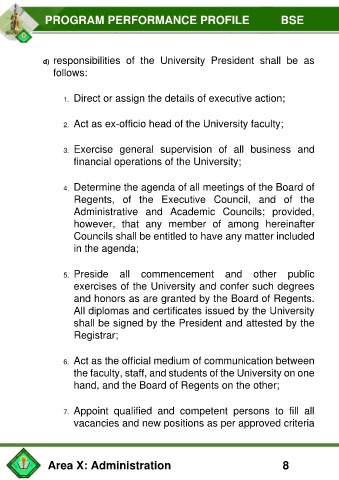 PROGRAM PERFORMANCE PROFILE BSE
d) responsibilities of the University President shall be as
follows:
1. Direct or assign the details of executive action;
2. Act as ex-officio head of the University faculty;
3. Exercise general supervision of all business and
financial operations of the University;
4. Determine the agenda of all meetings of the Board of
Regents, of the Executive Council, and of the
Administrative and Academic Councils; provided,
however, that any member of among hereinafter
Councils shall be entitled to have any matter included
in the agenda;
5. Preside all commencement and other public
exercises of the University and confer such degrees
and honors as are granted by the Board of Regents.
All diplomas and certificates issued by the University
shall be signed by the President and attested by the
Registrar;
6. Act as the official medium of communication between
the faculty, staff, and students of the University on one
hand, and the Board of Regents on the other;
7. Appoint qualified and competent persons to fill all
vacancies and new positions as per approved criteria
Area X: Administration 8